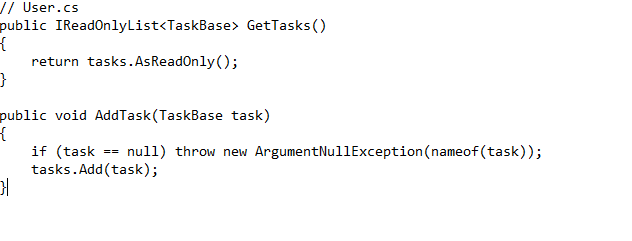 // User.cs
public IReadOnlyList<TaskBase> GetTasks()
{
    return tasks.AsReadOnly();
}

public void AddTask(TaskBase task)
{
    if (task == null) throw new ArgumentNullException(nameof(task));
    tasks.Add(task);
}